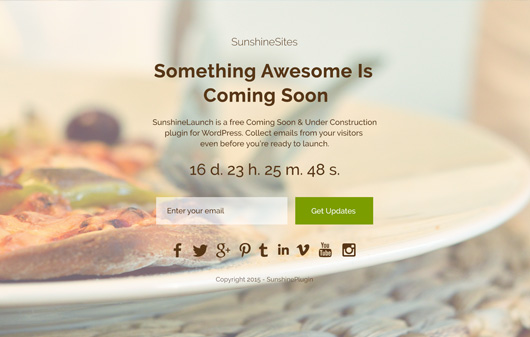 SunshineSites
Something Awesome Is
Coming Soon
SunshineLaunch is a free Coming Soon & Under Construction
plugin for WordPress. Collect emails from your visitors
even before you're ready to launch.
16 d. 23 h. 25 m. 48 s.
Enter your email
Get Updates
Copyright 2015 - SunshinePlugin